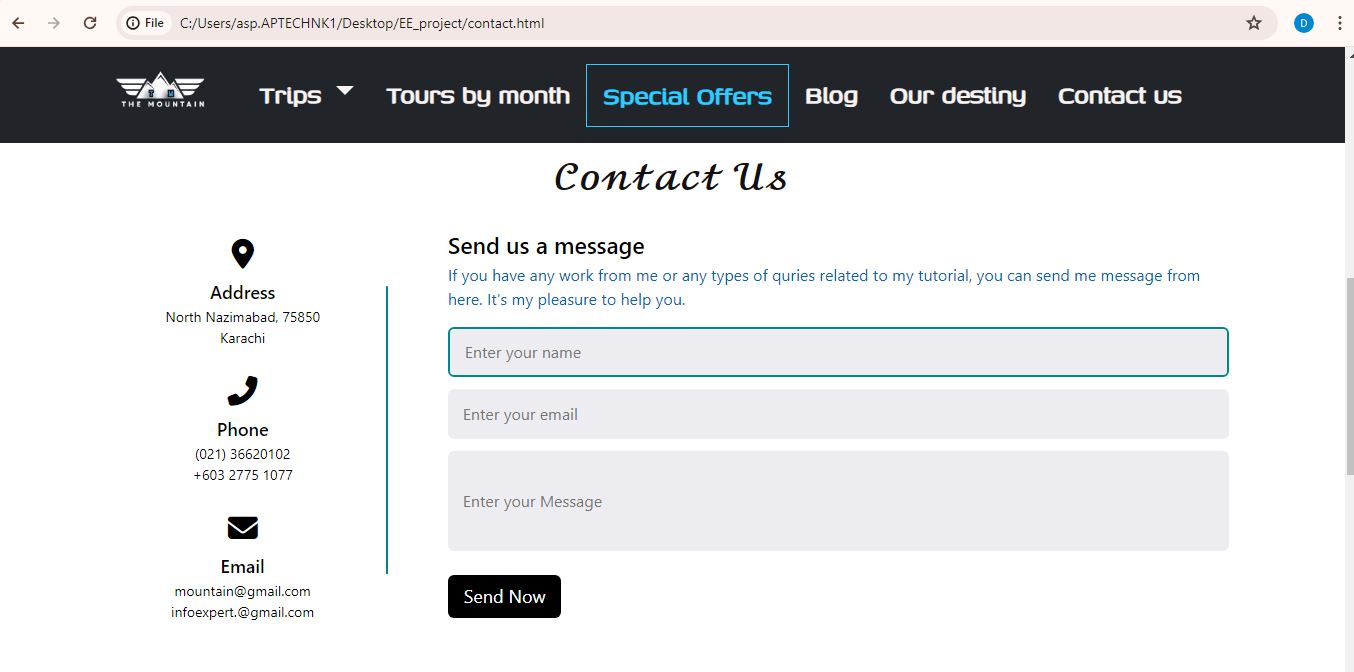 File C:/Users/asp.APTECHNK1/Desktop/EE_project/contact.html D
THE MOUNTAIN
Trips Tours by month Special Offers Blog Our destiny Contact us
Contact Us
Address
North Nazimabad, 75850
Karachi
Phone
(021) 36620102
+603 2775 1077
Email
mountain@gmail.com
infoexpert.@gmail.com
Send us a message
If you have any work from me or any types of quries related to my tutorial, you can send me message from
here. It's my pleasure to help you.
Enter your name
Enter your email
Enter your Message
Send Now